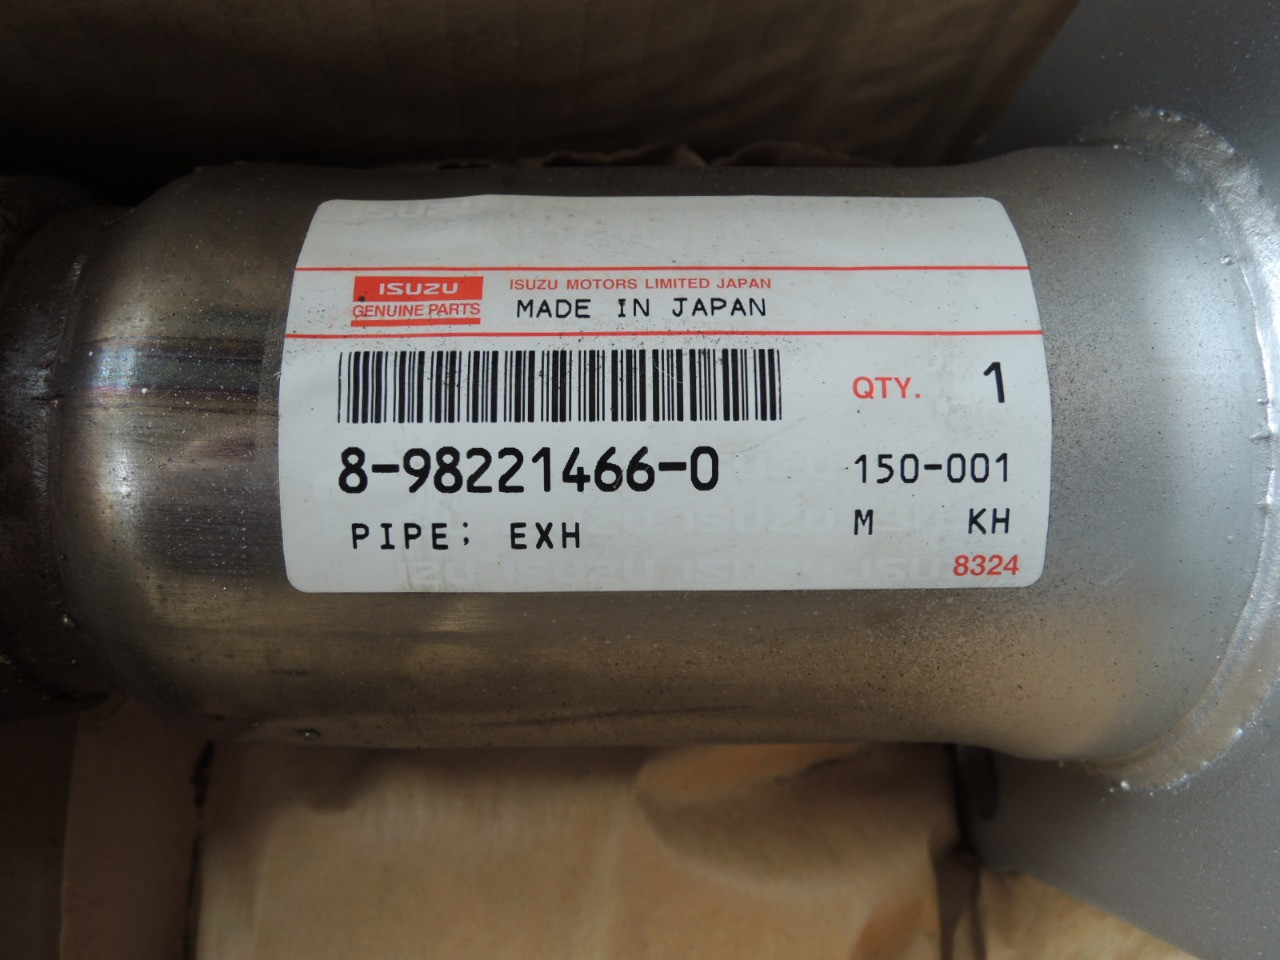 ISUZU
GENUINE PARTS
ISUZU MOTORS LIMITED JAPAN
MADE IN JAPAN
QTY. 1
8-98221466-0
150-001
PIPE; EXH
M KH
8324